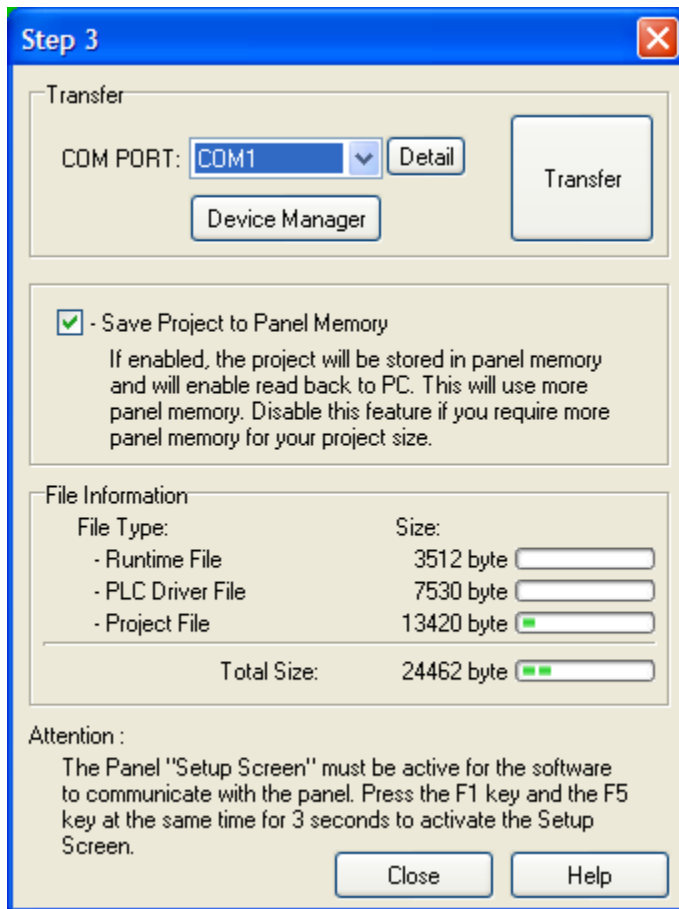 Step 3
Transfer
COM PORT: COM1 Detail
Transfer
Device Manager
- Save Project to Panel Memory
If enabled, the project will be stored in panel memory
and will enable read back to PC. This will use more
panel memory. Disable this feature if you require more
panel memory for your project size.
File Information
File Type: Size:
- Runtime File 3512 byte
- PLC Driver File 7530 byte
- Project File 13420 byte
Total Size: 24462 byte
Attention :
The Panel "Setup Screen" must be active for the software
to communicate with the panel. Press the F1 key and the F5
key at the same time for 3 seconds to activate the Setup
Screen.
Close Help